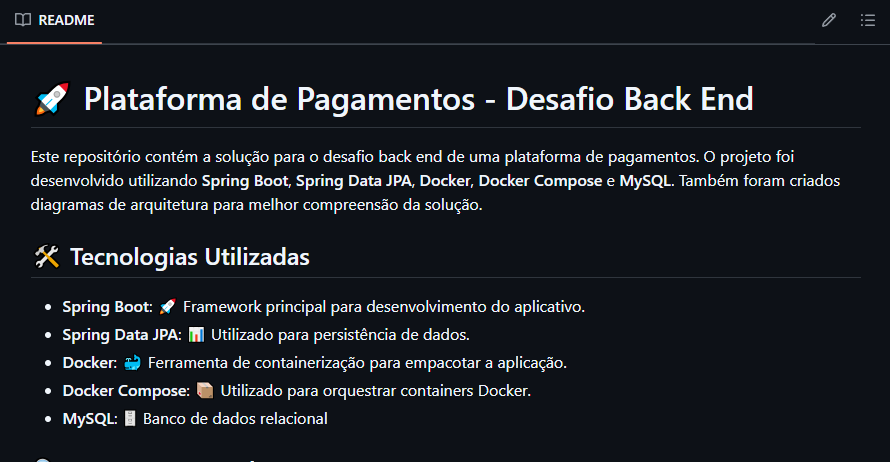 README
🚀 Plataforma de Pagamentos - Desafio Back End
Este repositório contém a solução para o desafio back end de uma plataforma de pagamentos. O projeto foi
desenvolvido utilizando Spring Boot, Spring Data JPA, Docker, Docker Compose e MySQL. Também foram criados
diagramas de arquitetura para melhor compreensão da solução.
🛠️ Tecnologias Utilizadas
• Spring Boot: 🚀 Framework principal para desenvolvimento do aplicativo.
• Spring Data JPA: 📊 Utilizado para persistência de dados.
• Docker: 🐳 Ferramenta de containerização para empacotar a aplicação.
• Docker Compose: 📦 Utilizado para orquestrar containers Docker.
• MySQL: 🗄️ Banco de dados relacional